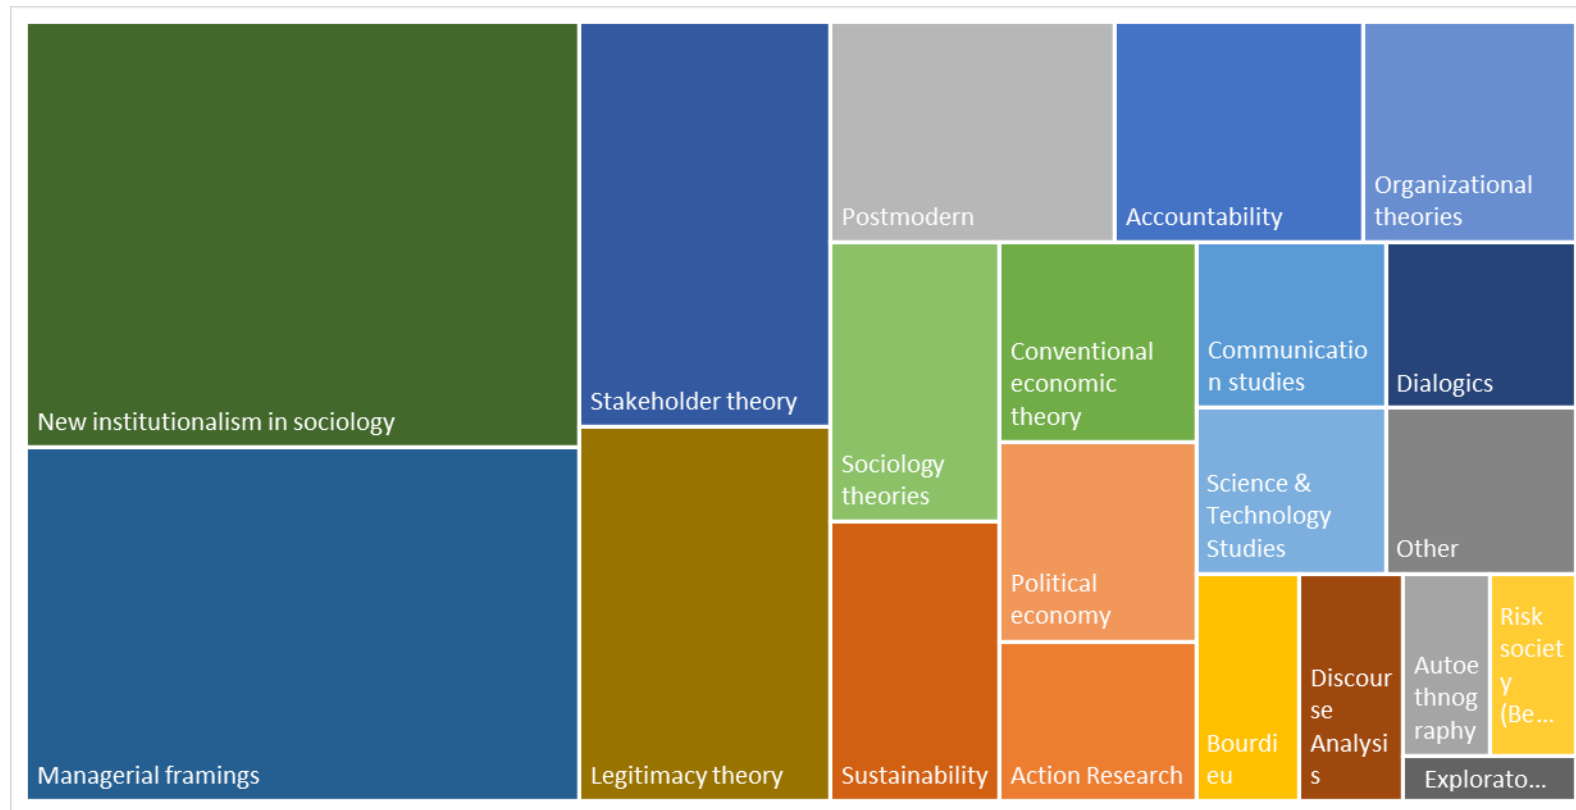 New institutionalism in sociology
Managerial framings
Stakeholder theory
Legitimacy theory
Postmodern
Accountability
Organizational
theories
Sociology
theories
Sustainability
Conventional
economic
theory
Political
economy
Action Research
Communicatio
n studies
Dialogics
Science &
Technology
Studies
Other
Bourdi
eu
Discour
se
Analysi
s
Autoe
thnog
raphy
Risk
societ
y
(Be...
Explorato...